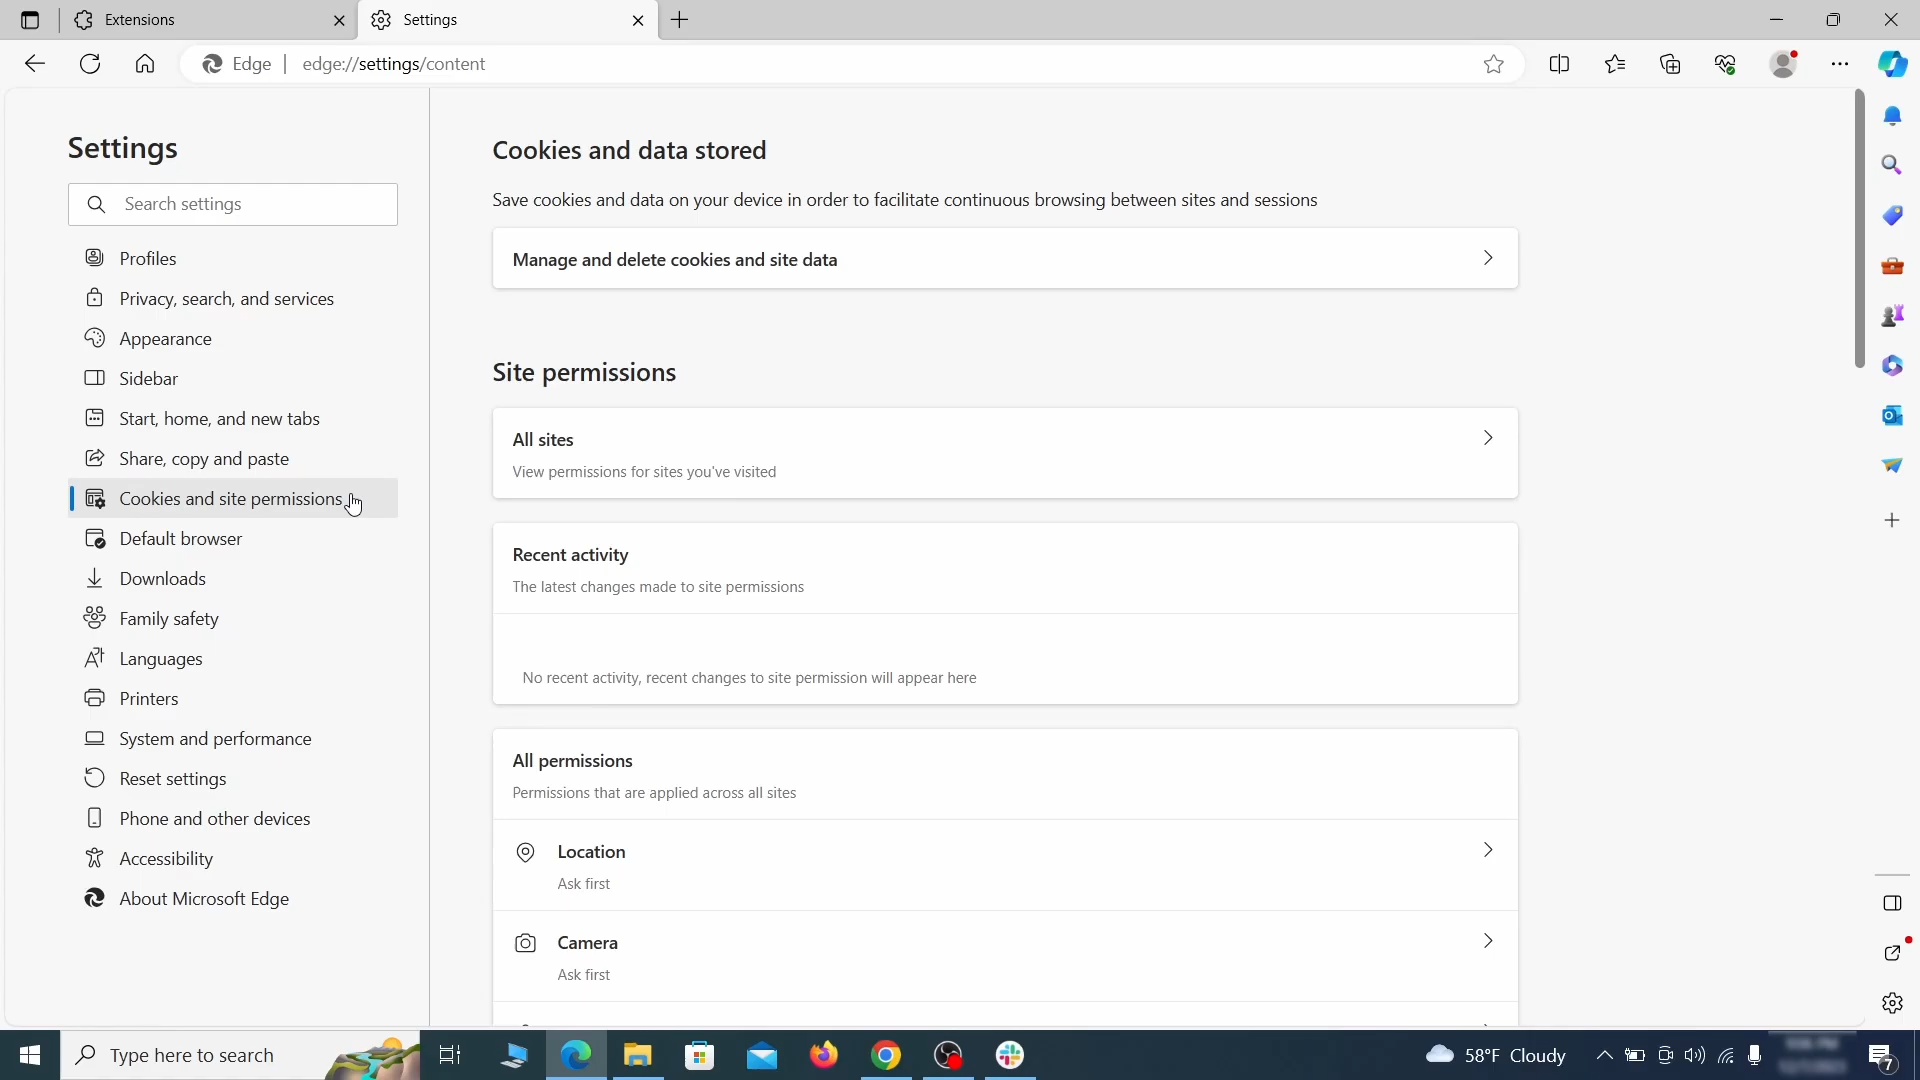 Extensions
Settings
Edge
edge://settings/content
Settings
Search settings
Profiles
Privacy, search, and services
Appearance
Sidebar
Start, home, and new tabs
Share, copy and paste
Cookies and site permissions
Default browser
Downloads
Family safety
Languages
Printers
System and performance
Reset settings
Phone and other devices
Accessibility
About Microsoft Edge
Cookies and data stored
Save cookies and data on your device in order to facilitate continuous browsing between sites and sessions
Manage and delete cookies and site data
Site permissions
All sites
View permissions for sites you've visited
Recent activity
The latest changes made to site permissions
No recent activity, recent changes to site permission will appear here
All permissions
Permissions that are applied across all sites
Location
Ask first
Camera
Ask first
Type here to search
58°F Cloudy
7